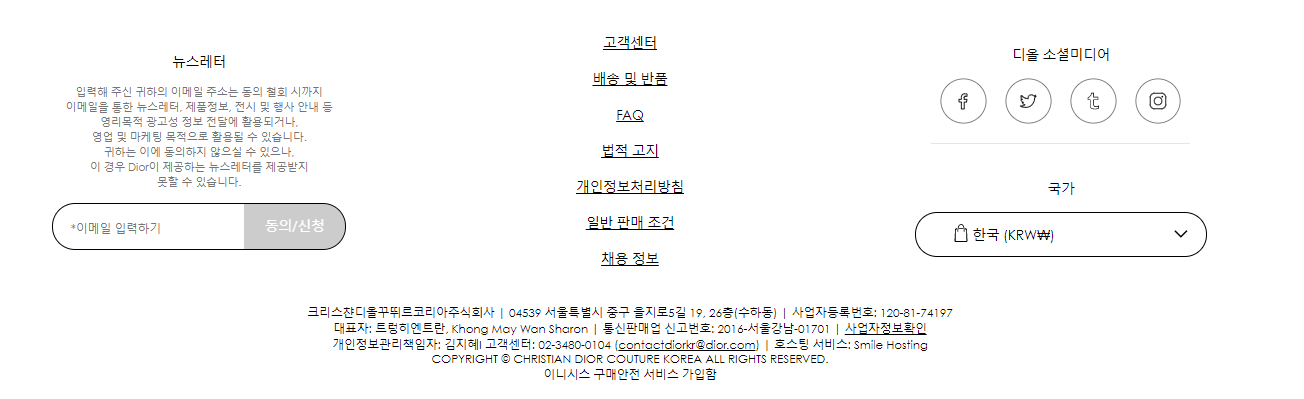 뉴스레터
입력해 주신 귀하의 이메일 주소는 동의 철회 시까지
이메일을 통한 뉴스레터, 제품정보, 전시 및 행사 안내 등
영리목적 광고성 정보 전달에 활용되거나,
영업 및 마케팅 목적으로 활용될 수 있습니다.
귀하는 이에 동의하지 않으실 수 있으나,
이 경우 Dior이 제공하는 뉴스레터를 제공받지
못할 수 있습니다.
*이메일 입력하기
동의/신청
고객센터
배송 및 반품
FAQ
법적 고지
개인정보처리방침
일반 판매 조건
채용 정보
디올 소셜미디어
국가
한국 (KRW₩)
크리스챤디올꾸뛰르코리아주식회사 | 04539 서울특별시 중구 을지로5길 19, 26층(수하동) | 사업자등록번호: 120-81-74197
대표자: 트렁히엔트란, Khong May Wan Sharon | 통신판매업 신고번호: 2016-서울강남-01701 | 사업자정보확인
개인정보관리책임자: 김지혜I 고객센터: 02-3480-0104 (contactdiorkr@dior.com) | 호스팅 서비스: Smile Hosting
COPYRIGHT © CHRISTIAN DIOR COUTURE KOREA ALL RIGHTS RESERVED.
이니시스 구매안전 서비스 가입함